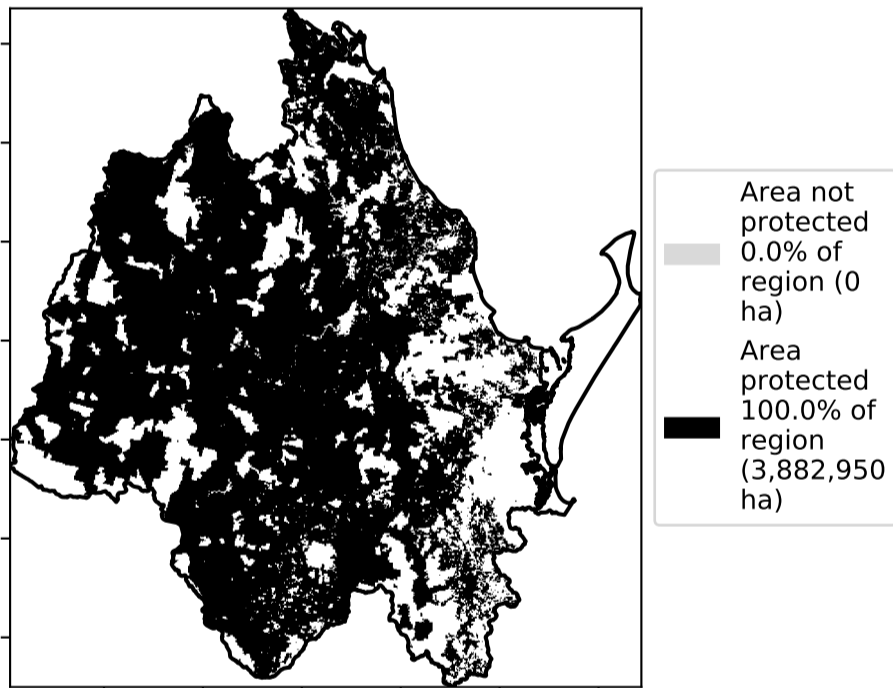 Area not
protected
0.0% of
region (0
ha)
Area
protected
100.0% of
region
(3,882,950
ha)